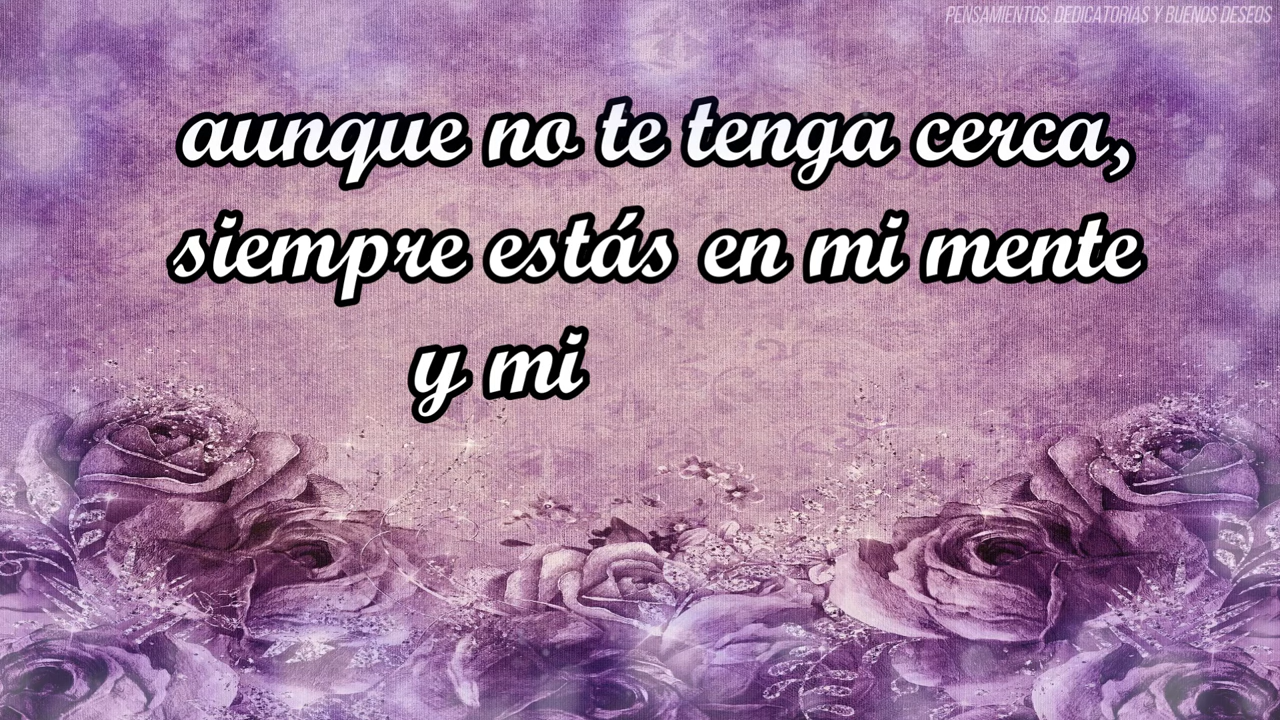 PENSAMIENTOS, DEDICATORIAS Y BUENOS DESEOS
aunque no te tenga cerca,
siempre estás en mi mente
y mi